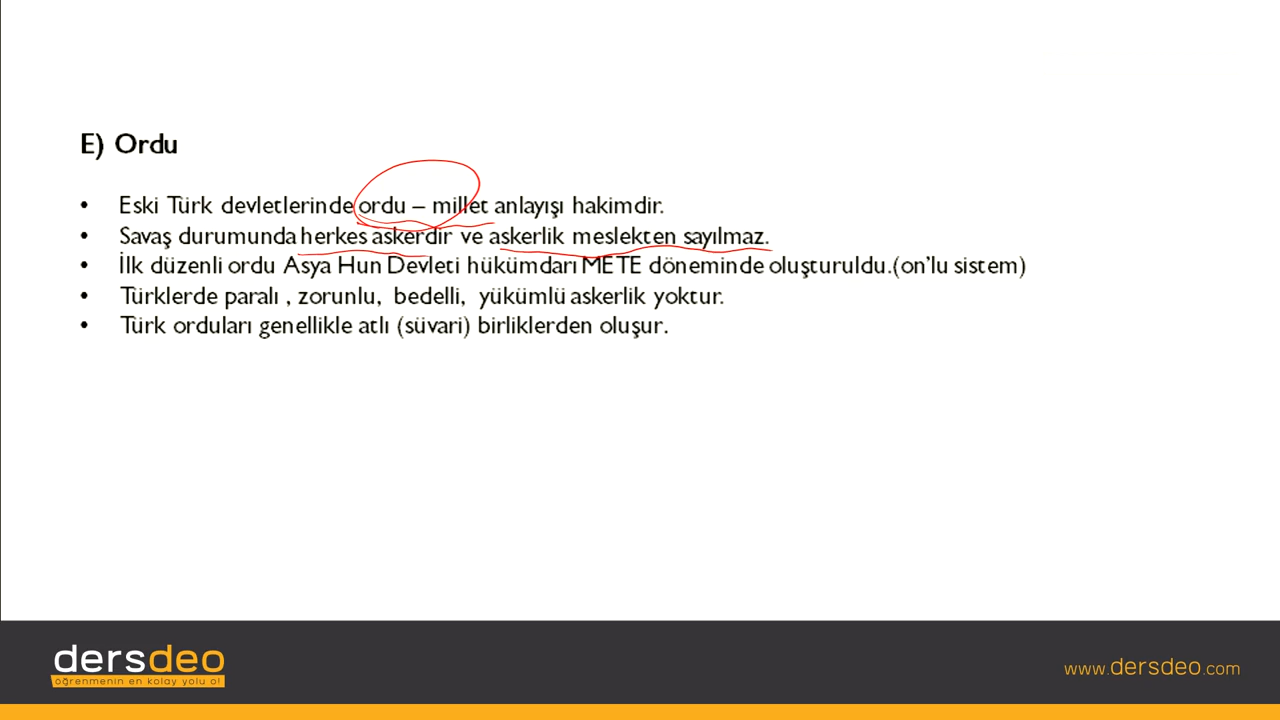 E) Ordu
• Eski Türk devletlerinde ordu – millet anlayışı hakimdir.
• Savaş durumunda herkes askerdir ve askerlik meslekten sayılmaz.
• İlk düzenli ordu Asya Hun Devleti hükümdarı METE döneminde oluşturuldu.(on’lu sistem)
• Türklerde paralı , zorunlu, bedelli, yükümlü askerlik yoktur.
• Türk orduları genellikle atlı (süvari) birliklerden oluşur.
dersdeo
öğrenmenin en kolay yolu o!
www.dersdeo.com